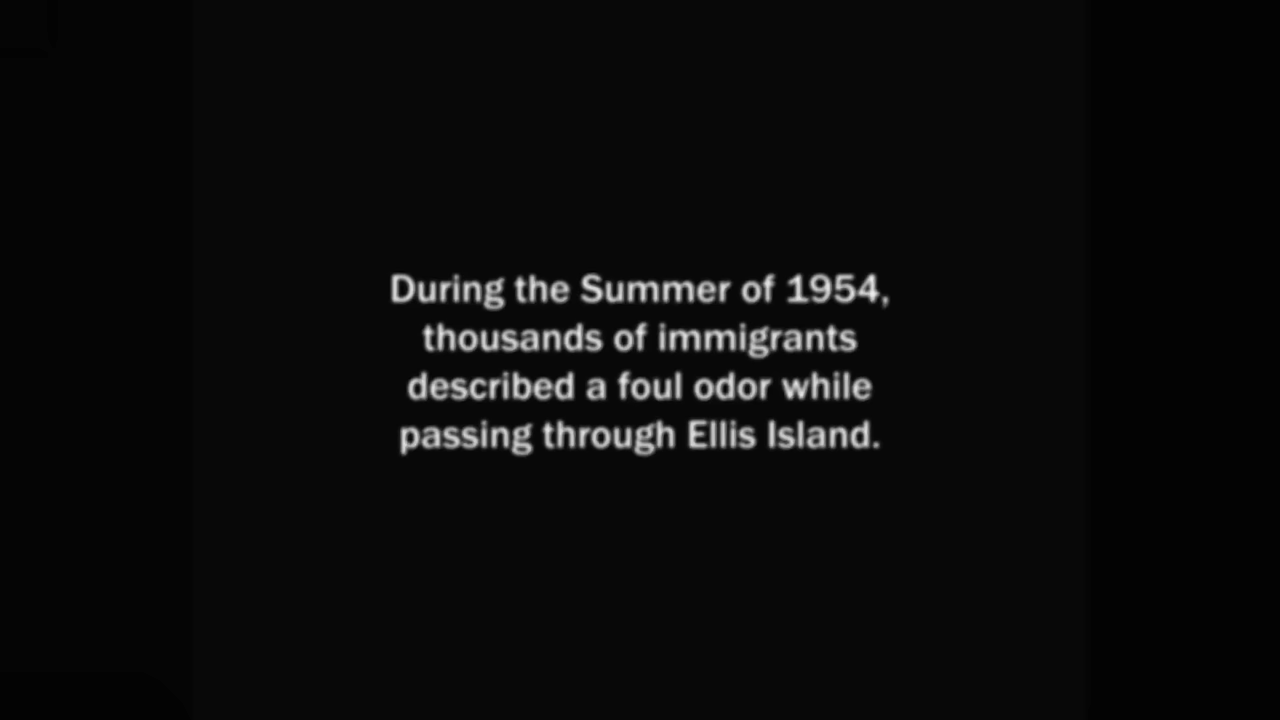 During the Summer of 1954,
thousands of immigrants
described a foul odor while
passing through Ellis Island.